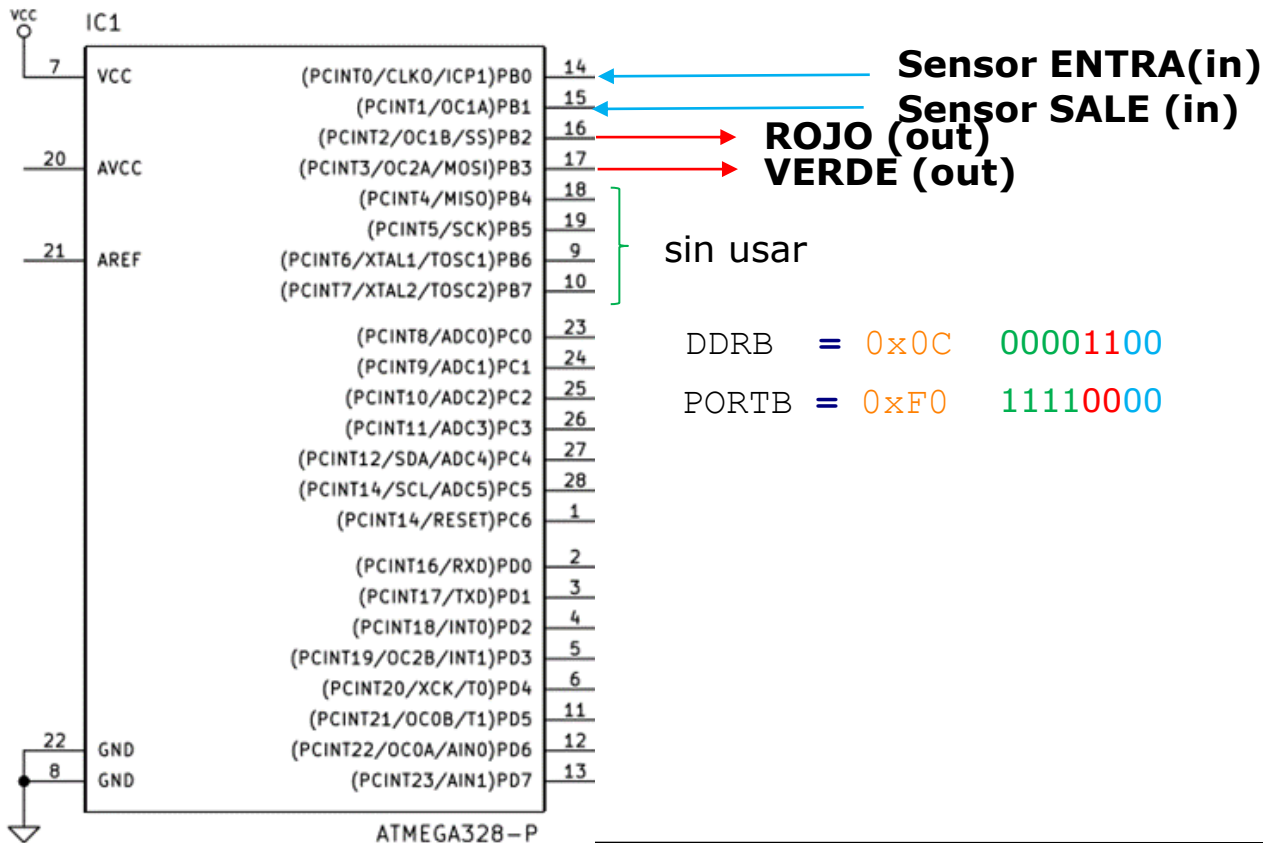 VCC
IC1
7 VCC (PCINT0/CLKO/ICP1)PB0 14 Sensor ENTRA(in)
(PCINT1/OC1A)PB1 15 Sensor SALE (in)
(PCINT2/OC1B/SS)PB2 16 ROJO (out)
20 AVCC (PCINT3/OC2A/MOSI)PB3 17 VERDE (out)
(PCINT4/MISO)PB4 18
(PCINT5/SCK)PB5 19
21 AREF (PCINT6/XTAL1/TOSC1)PB6 9 sin usar
(PCINT7/XTAL2/TOSC2)PB7 10
(PCINT8/ADC0)PC0 23 DDRB = 0x0C 00001100
(PCINT9/ADC1)PC1 24
(PCINT10/ADC2)PC2 25 PORTB = 0xF0 11110000
(PCINT11/ADC3)PC3 26
(PCINT12/SDA/ADC4)PC4 27
(PCINT14/SCL/ADC5)PC5 28
(PCINT14/RESET)PC6 1
(PCINT16/RXD)PD0 2
(PCINT17/TXD)PD1 3
(PCINT18/INT0)PD2 4
(PCINT19/OC2B/INT1)PD3 5
(PCINT20/XCK/T0)PD4 6
(PCINT21/OC0B/T1)PD5 11
22 GND (PCINT22/OC0A/AIN0)PD6 12
8 GND (PCINT23/AIN1)PD7 13
ATMEGA328-P